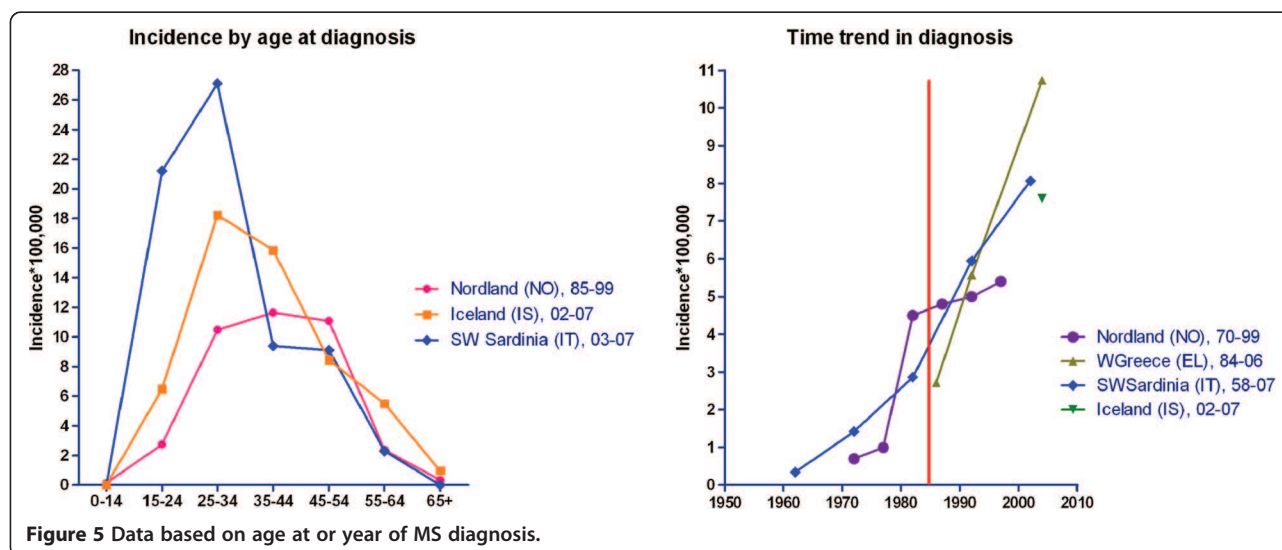 Incidence by age at diagnosis
Incidence*100,000
28
26
24
22
20
18
16
14
12
10
8
6
4
2
0
0-14 15-24 25-34 35-44 45-54 55-64 65+
Nordland (NO), 85-99
Iceland (IS), 02-07
SW Sardinia (IT), 03-07
Time trend in diagnosis
Incidence*100,000
11
10
9
8
7
6
5
4
3
2
1
0
1950 1960 1970 1980 1990 2000 2010
Nordland (NO), 70-99
WGreece (EL), 84-06
SWSardinia (IT), 58-07
Iceland (IS), 02-07
Figure 5 Data based on age at or year of MS diagnosis.